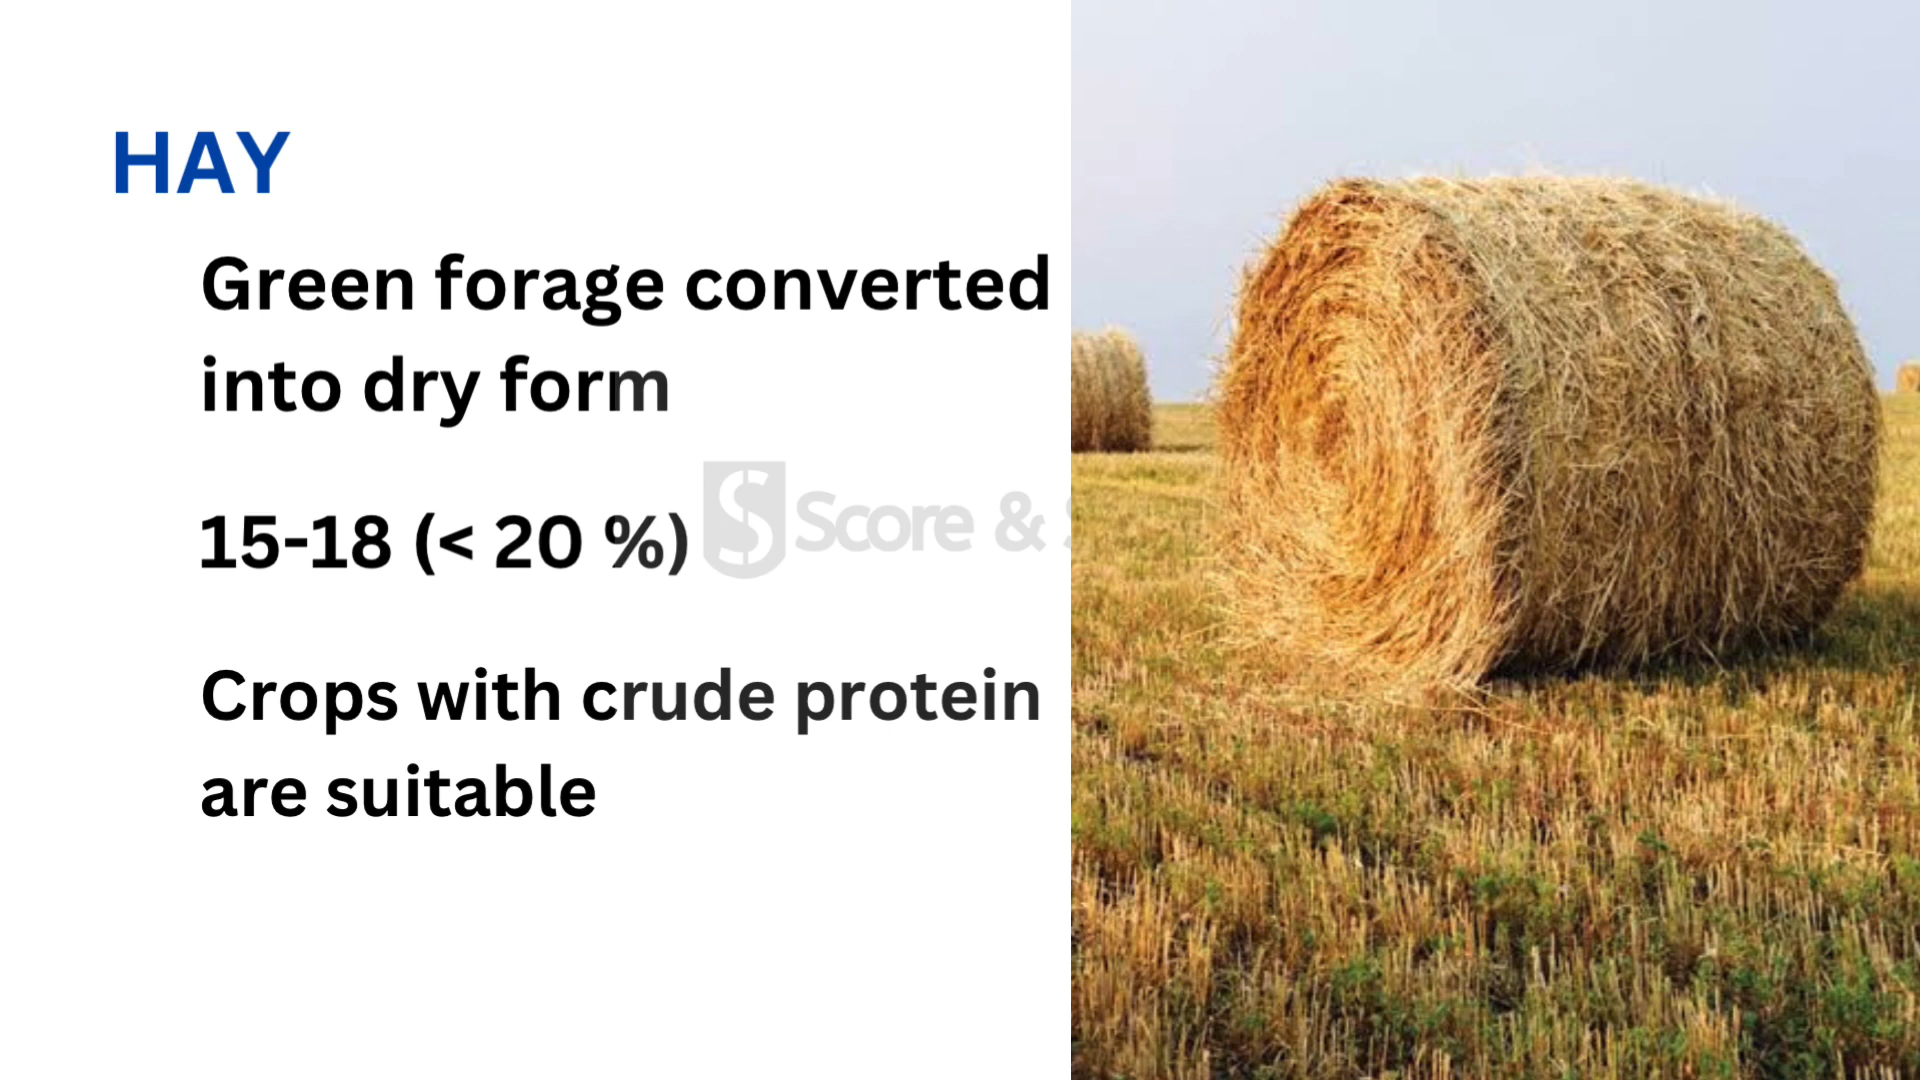 HAY
Green forage converted
into dry form
15-18 (< 20 %)
Score &
Crops with crude protein
are suitable